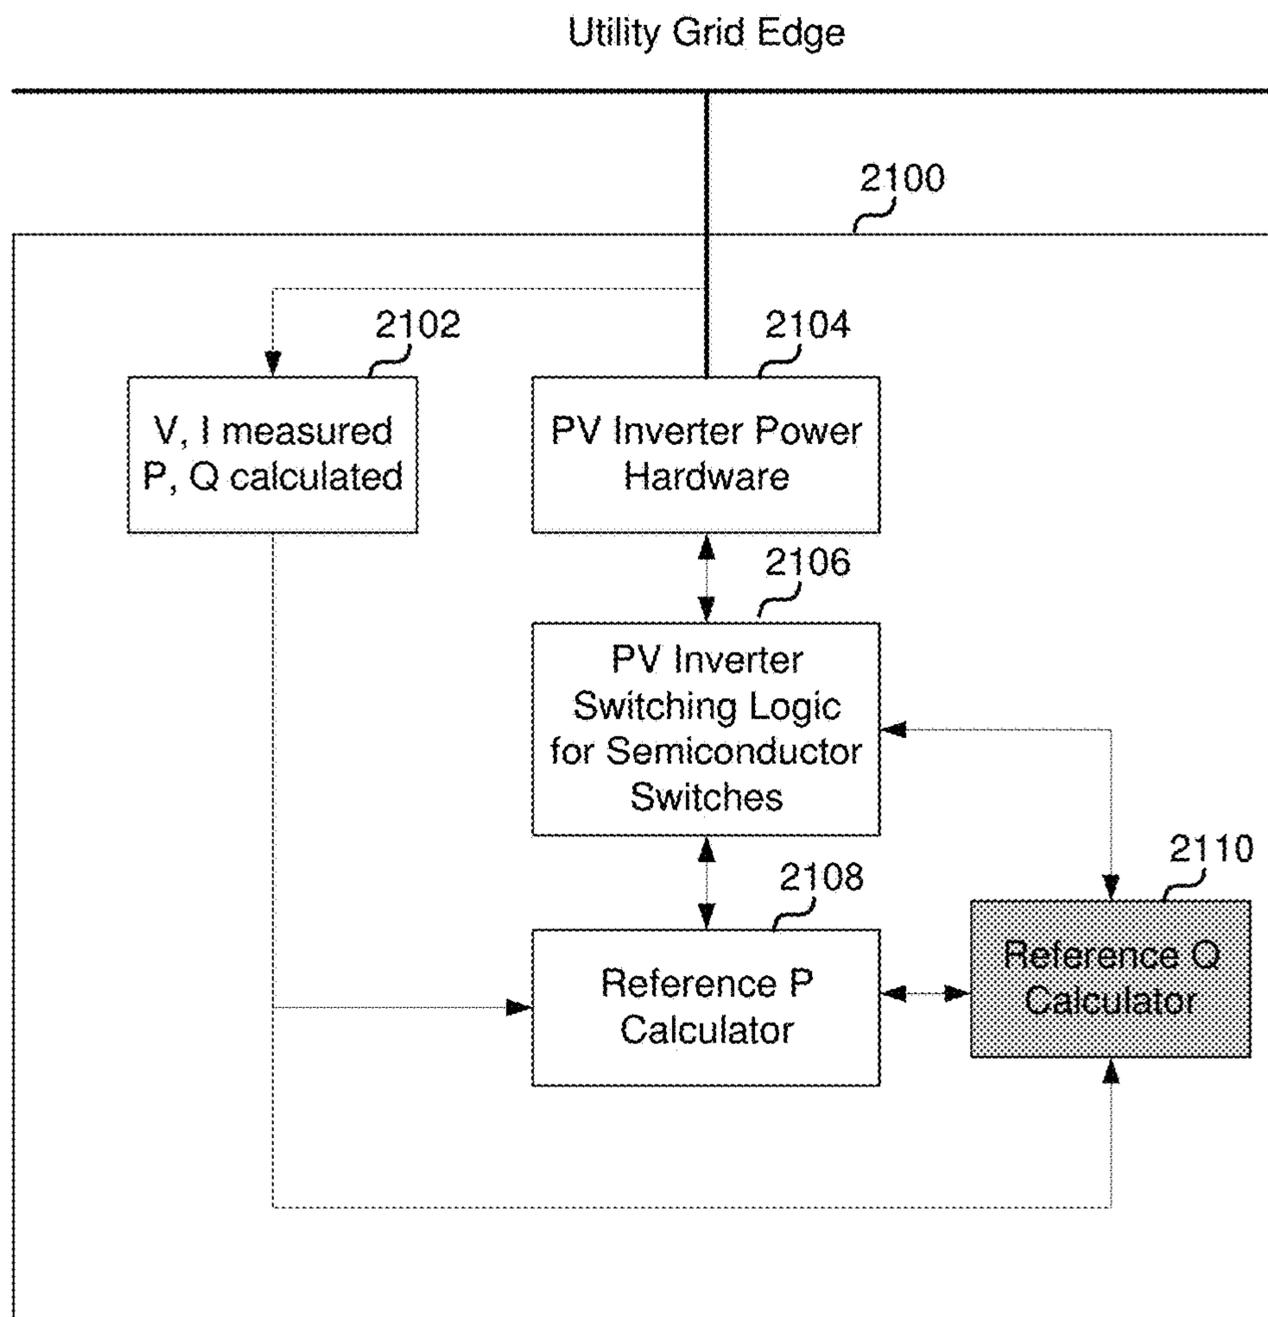 Utility Grid Edge
2100
2102
2104
V, I measured
P, Q calculated
PV Inverter Power
Hardware
2106
PV Inverter
Switching Logic
for Semiconductor
Switches
2108
2110
Reference P
Calculator
Reference Q
Calculator